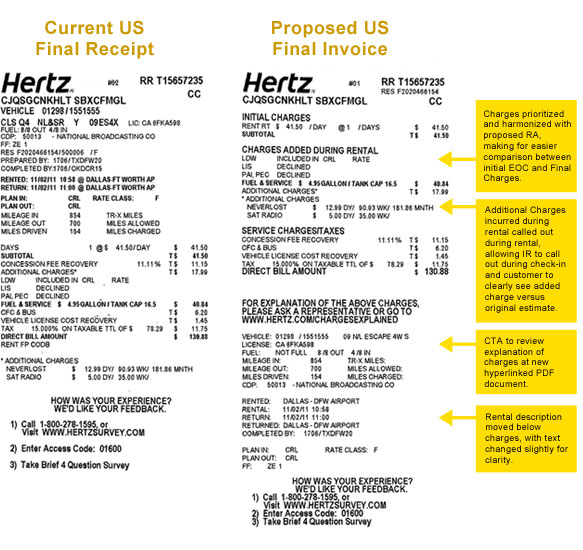 Current US
Final Receipt
Hertz #02 RR T15657235
CC
CJQSGCNKHLT SBXCFMGL
VEHICLE 01298 / 1551555
CLS Q4 NL&SR Y 09ES4X LIC: CA 6FKA598
FUEL: 8/8 OUT 4/8 IN
CDP: 50013 - NATIONAL BROADCASTING CO
FF: ZE 1
RES F2020466154/500006 /F
PREPARED BY: 1706/TXDFW20
COMPLETED BY:1706/OKDCR15
RENTED: 11/02/11 10:58 @ DALLAS-FT WORTH AP
RETURN: 11/02/11 11:00 @ DALLAS-FT WORTH AP
PLAN IN: CRL RATE CLASS: F
PLAN OUT: CRL
MILEAGE IN 854 TR-X MILES
MILEAGE OUT 700 MILES ALLOWED
MILES DRIVEN 154 MILES CHARGED
DAYS 1 @ $ 41.50/DAY $ 41.50
SUBTOTAL T $ 41.50
CONCESSION FEE RECOVERY 11.11% T $ 11.15
ADDITIONAL CHARGES* T $ 17.99
LDW INCLUDED IN CRL RATE
LIS DECLINED
PAI, PEC DECLINED
FUEL & SERVICE $ 4.95GALLON / TANK CAP 16.5 $ 40.84
CFC & BUS T $ 6.20
VEHICLE LICENSE COST RECOVERY T $ 1.45
TAX 15.000% ON TAXABLE TTL OF $ 78.29 $ 11.75
DIRECT BILL AMOUNT $ 130.88
RENT FP CODB
* ADDITIONAL CHARGES
NEVERLOST $ 12.99 DY/ 90.93 WK/ 181.86 MNTH
SAT RADIO $ 5.00 DY/ 35.00 WK/
HOW WAS YOUR EXPERIENCE?
WE'D LIKE YOUR FEEDBACK.
1) Call 1-800-278-1595, or
Visit WWW.HERTZSURVEY.COM
2) Enter Access Code: 01600
3) Take Brief 4 Question Survey
Proposed US
Final Invoice
Hertz #01 RR T15657235
RES F2020466154
CC
CJQSGCNKHLT SBXCFMGL
INITIAL CHARGES
RENT RT $ 41.50 / DAY @ 1 / DAYS $ 41.50
SUBTOTAL T $ 41.50
CHARGES ADDED DURING RENTAL
LDW INCLUDED IN CRL RATE
LIS DECLINED
PAI, PEC DECLINED
FUEL & SERVICE $ 4.95GALLON / TANK CAP 16.5 $ 40.84
ADDITIONAL CHARGES* T $ 17.99
* ADDITIONAL CHARGES
NEVERLOST $ 12.99 DY/ 90.93 WK/ 181.86 MNTH
SAT RADIO $ 5.00 DY/ 35.00 WK/
SERVICE CHARGES/TAXES
CONCESSION FEE RECOVERY 11.11% T $ 11.15
CFC & BUS T $ 6.20
VEHICLE LICENSE COST RECOVERY T $ 1.45
TAX 15.000% ON TAXABLE TTL OF $ 78.29 $ 11.75
DIRECT BILL AMOUNT $ 130.88
FOR EXPLANATION OF THE ABOVE CHARGES,
PLEASE ASK A REPRESENTATIVE OR GO TO
WWW.HERTZ.COM/CHARGESEXPLAINED
VEHICLE: 01298 / 1551555 09 N/L ESCAPE 4W S
LICENSE: CA 6FKA598
FUEL: NOT FULL 8/8 OUT 4/8 IN
MILEAGE IN: 854 TR-X MILES:
MILEAGE OUT: 700 MILES ALLOWED:
MILES DRIVEN: 154 MILES CHARGED:
CDP: 50013 - NATIONAL BROADCASTING CO
RENTED: DALLAS - DFW AIRPORT
RENTAL: 11/02/11 10:58
RETURN: 11/02/11 11:00
RETURNED: DALLAS - DFW AIRPORT
COMPLETED BY: 1706/TXDFW20
PLAN IN: CRL RATE CLASS: F
PLAN OUT: CRL
FF: ZE 1
HOW WAS YOUR EXPERIENCE?
WE'D LIKE YOUR FEEDBACK.
1) Call 1-800-278-1595, or
Visit WWW.HERTZSURVEY.COM
2) Enter Access Code: 01600
3) Take Brief 4 Question Survey
Charges prioritized
and harmonized with
proposed RA,
making for easier
comparison between
initial EOC and Final
Charges.
Additional Charges
incurred during
rental called out
during rental,
allowing IR to call
out during check-in
and customer to
clearly see added
charge versus
original estimate.
CTA to review
explanation of
charges at new
hyperlinked PDF
document.
Rental description
moved below
charges, with text
changed slightly for
clarity.